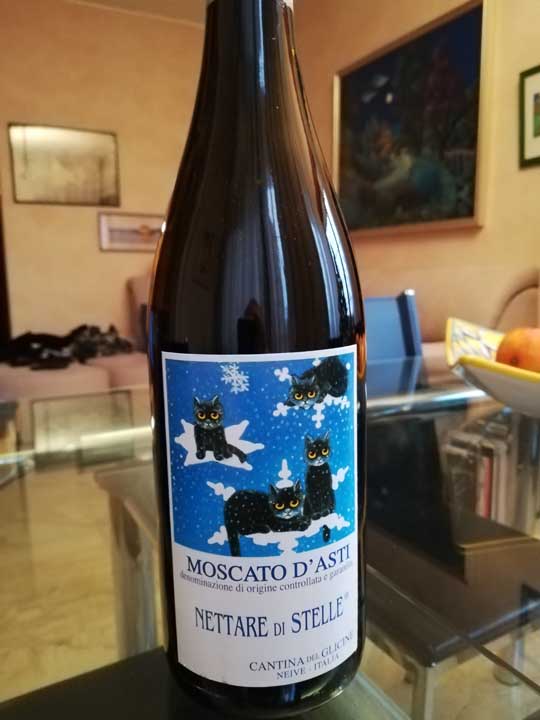 MOSCATO D'ASTI
denominazione di origine controllata e garantita
NETTARE DI STELLE®
CANTINA DEL GLICINE
NEIVE - ITALIA